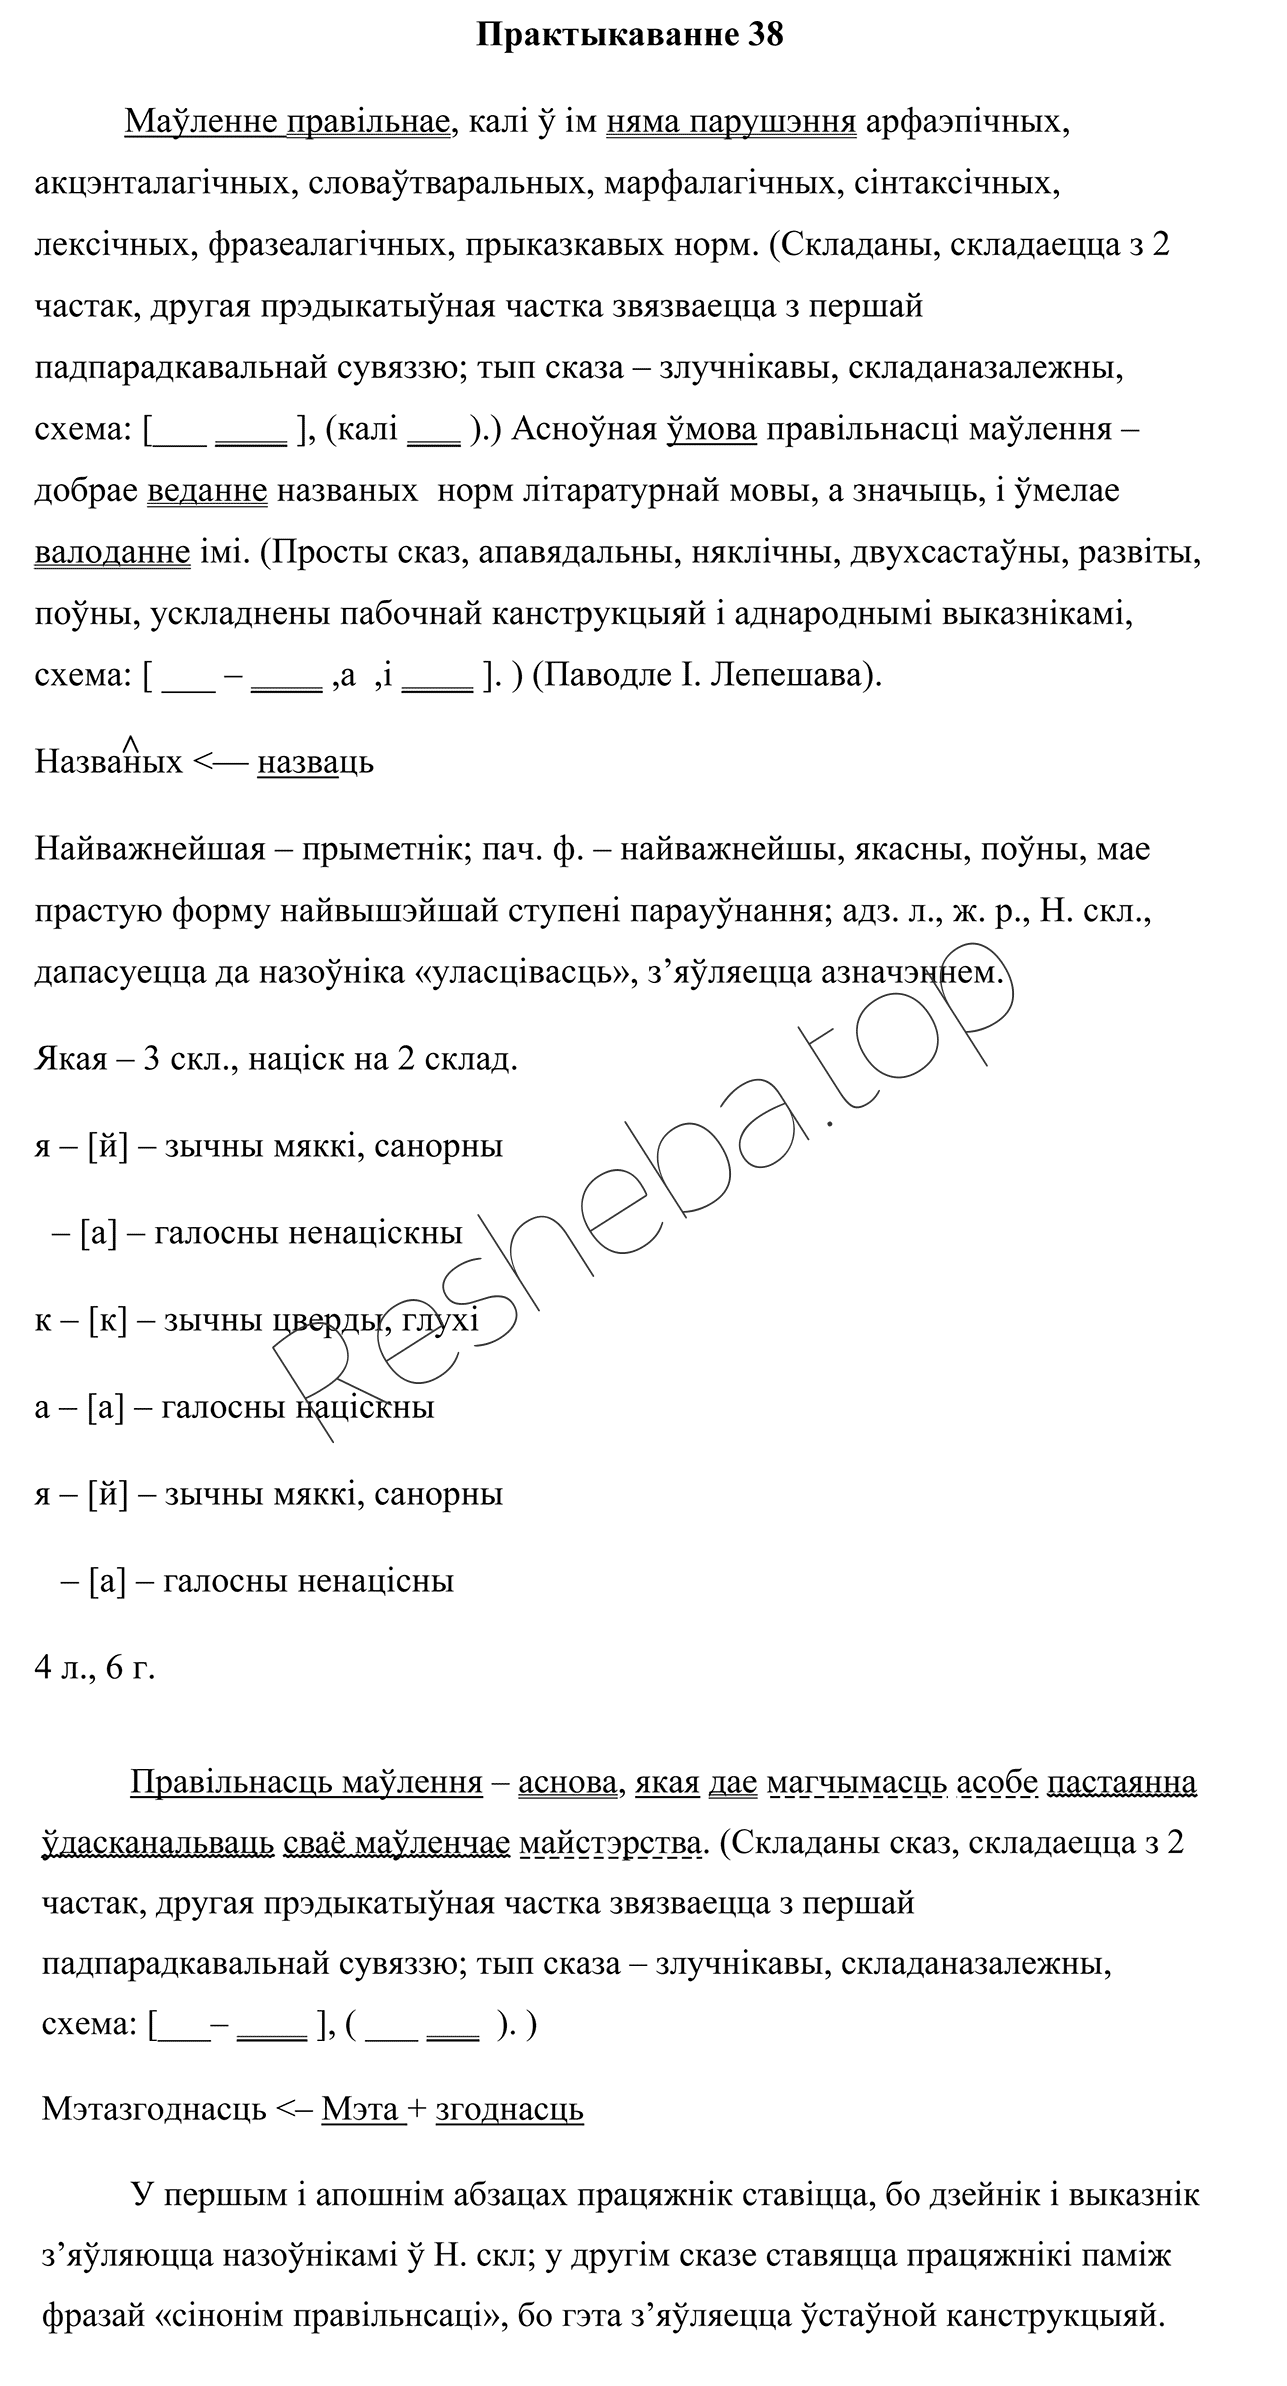 Практыкаванне 38
Маўленне правільнае, калі ў ім няма парушэння арфаэпічных,
акцэнталагічных, словаўтваральных, марфалагічных, сінтаксічных,
лексічных, фразеалагічных, прыказкавых норм. (Складаны, складаецца з 2
частак, другая прэдыкатыўная частка звязваецца з першай
падпарадкавальнай сувяззю; тып сказа – злучнікавы, складаназалежны,
схема: [___ ____ ], (калі ___ ).) Асноўная ўмова правільнасці маўлення –
добрае веданне названых норм літаратурнай мовы, а значыць, і ўмелае
валоданне імі. (Просты сказ, апавядальны, няклічны, двухсастаўны, развіты,
поўны, ускладнены пабочнай канструкцыяй і аднароднымі выказнікамі,
схема: [ ___ – ____ ,а ,і ____ ]. ) (Паводле І. Лепешава).
Названых <— назваць
Найважнейшая – прыметнік; пач. ф. – найважнейшы, якасны, поўны, мае
прастую форму найвышэйшай ступені параўўнання; адз. л., ж. р., Н. скл.,
дапасуецца да назоўніка «уласцівасць», з’яўляецца азначэннем.
Якая – 3 скл., націск на 2 склад.
я – [й] – зычны мяккі, санорны
– [а] – галосны ненаціскны
к – [к] – зычны цверды, глухі
а – [а] – галосны націскны
я – [й] – зычны мяккі, санорны
– [а] – галосны ненацісны
4 л., 6 г.
Правільнасць маўлення – аснова, якая дае магчымасць асобе пастаянна
ўдасканальваць сваё маўленчае майстэрства. (Складаны сказ, складаецца з 2
частак, другая прэдыкатыўная частка звязваецца з першай
падпарадкавальнай сувяззю; тып сказа – злучнікавы, складаназалежны,
схема: [___– ____ ], ( ___ ___ ). )
Мэтазгоднасць <– Мэта + згоднасць
У першым і апошнім абзацах працяжнік ставіцца, бо дзейнік і выказнік
з’яўляюцца назоўнікамі ў Н. скл; у другім сказе ставяцца працяжнікі паміж
фразай «сінонім правільнсаці», бо гэта з’яўляецца ўстаўной канструкцыяй.
Resheba.top